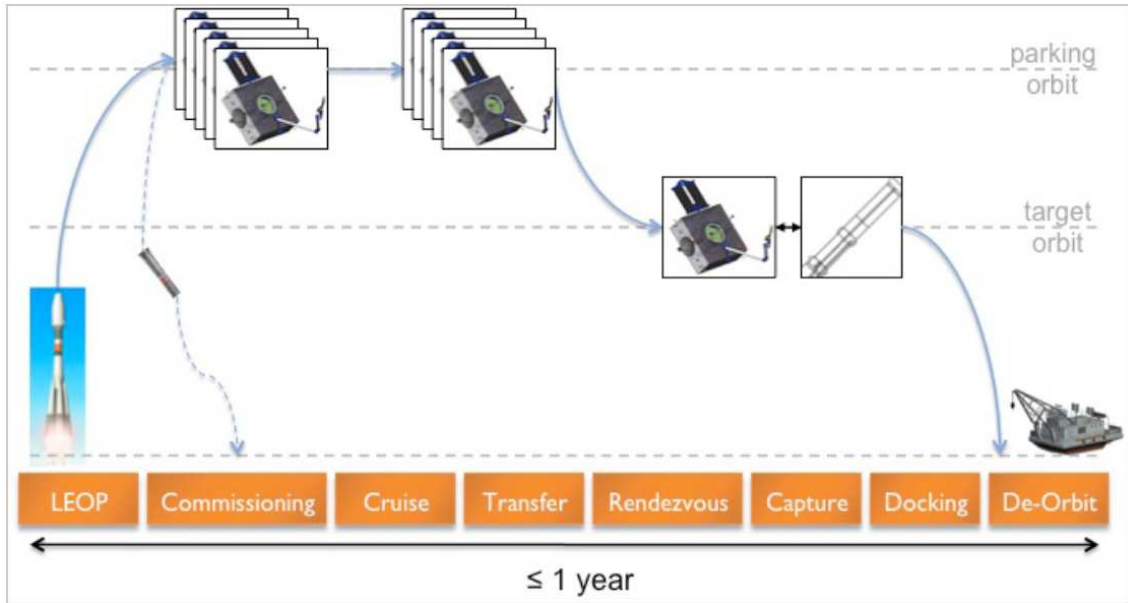 parking
orbit
target
orbit
LEOP
Commissioning
Cruise
Transfer
Rendezvous
Capture
Docking
De-Orbit
≤ 1 year